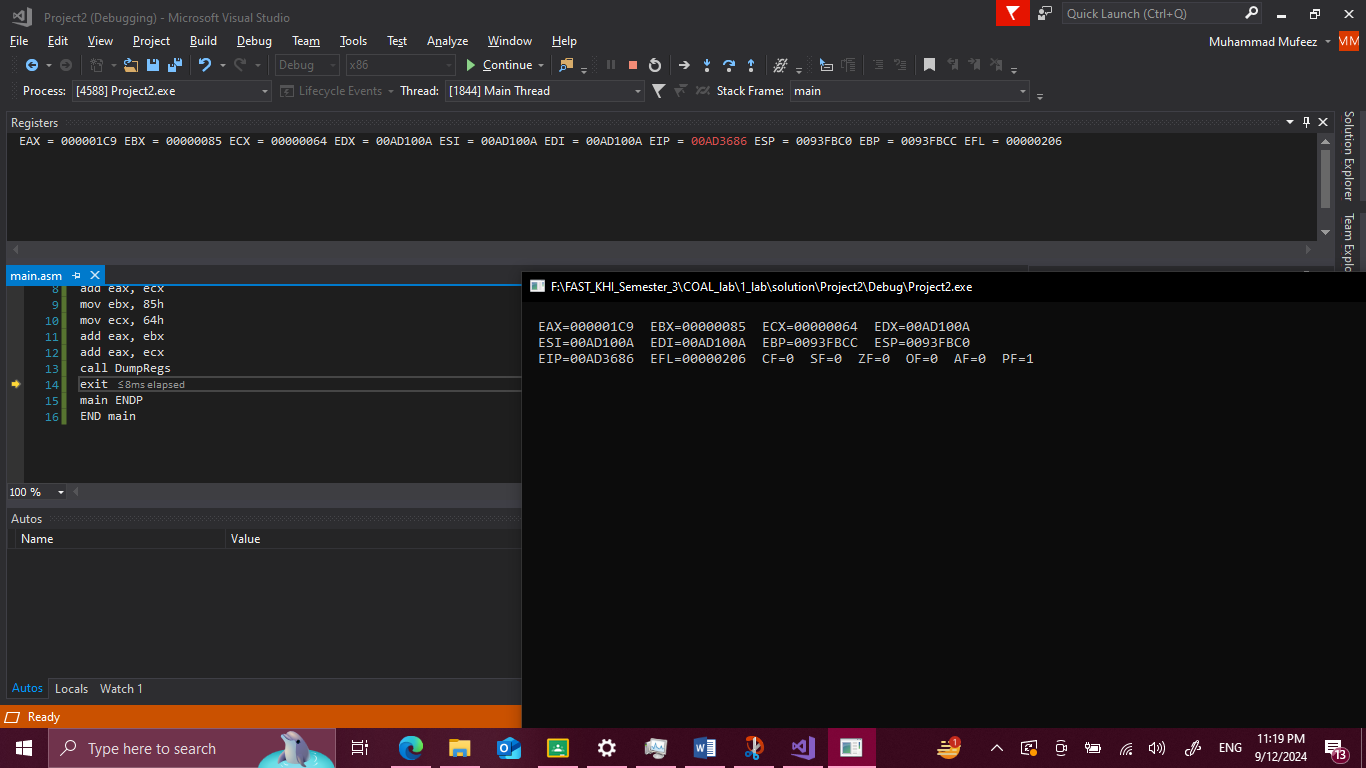 Project2 (Debugging) - Microsoft Visual Studio
Quick Launch (Ctrl+Q)
File Edit View Project Build Debug Team Tools Test Analyze Window Help
Muhammad Mufeez
MM
Debug x86 Continue
Process: [4588] Project2.exe Lifecycle Events Thread: [1844] Main Thread Stack Frame: main
Registers
EAX = 000001C9 EBX = 00000085 ECX = 00000064 EDX = 00AD100A ESI = 00AD100A EDI = 00AD100A EIP = 00AD3686 ESP = 0093FBC0 EBP = 0093FBCC EFL = 00000206
Solution Explorer
Team Explo
main.asm
8 add eax, ecx
9 mov ebx, 85h
10 mov ecx, 64h
11 add eax, ebx
12 add eax, ecx
13 call DumpRegs
14 exit ≤8ms elapsed
15 main ENDP
16 END main
100 %
F:\FAST_KHI_Semester_3\COAL_lab\1_lab\solution\Project2\Debug\Project2.exe
EAX=000001C9 EBX=00000085 ECX=00000064 EDX=00AD100A
ESI=00AD100A EDI=00AD100A EBP=0093FBCC ESP=0093FBC0
EIP=00AD3686 EFL=00000206 CF=0 SF=0 ZF=0 OF=0 AF=0 PF=1
Autos
Name Value
Autos Locals Watch 1
Ready
Type here to search
1
ENG
11:19 PM
9/12/2024
13